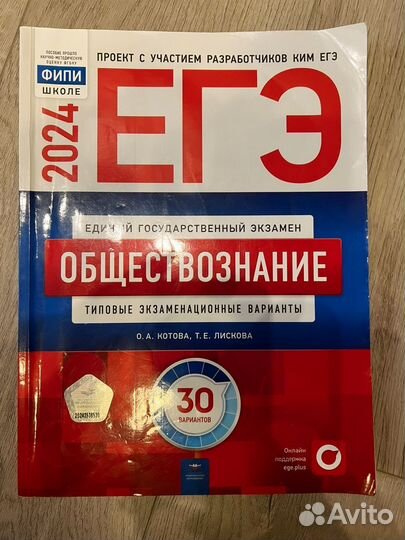 ПОСОБИЕ ПРОШЛО
НАУЧНО-МЕТОДИЧЕСКУЮ
ОЦЕНКУ ФГБНУ
ФИПИ
ШКОЛЕ
ПРОЕКТ С УЧАСТИЕМ РАЗРАБОТЧИКОВ КИМ ЕГЭ
2024
ЕГЭ
ЕДИНЫЙ ГОСУДАРСТВЕННЫЙ ЭКЗАМЕН
ОБЩЕСТВОЗНАНИЕ
ТИПОВЫЕ ЭКЗАМЕНАЦИОННЫЕ ВАРИАНТЫ
О. А. КОТОВА, Т. Е. ЛИСКОВА
30
ВАРИАНТОВ
Онлайн
поддержка
ege.plus
Avito